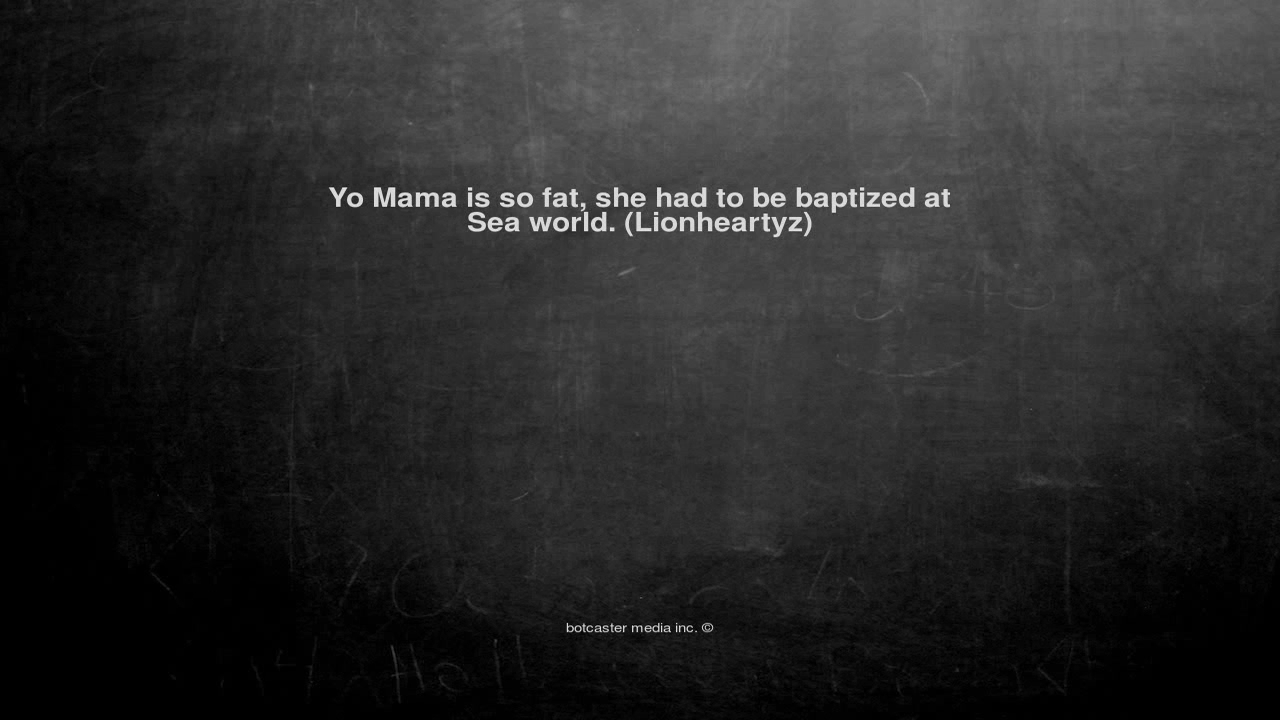 Yo Mama is so fat, she had to be baptized at
Sea world. (Lionheartyz)
botcaster media inc. ©